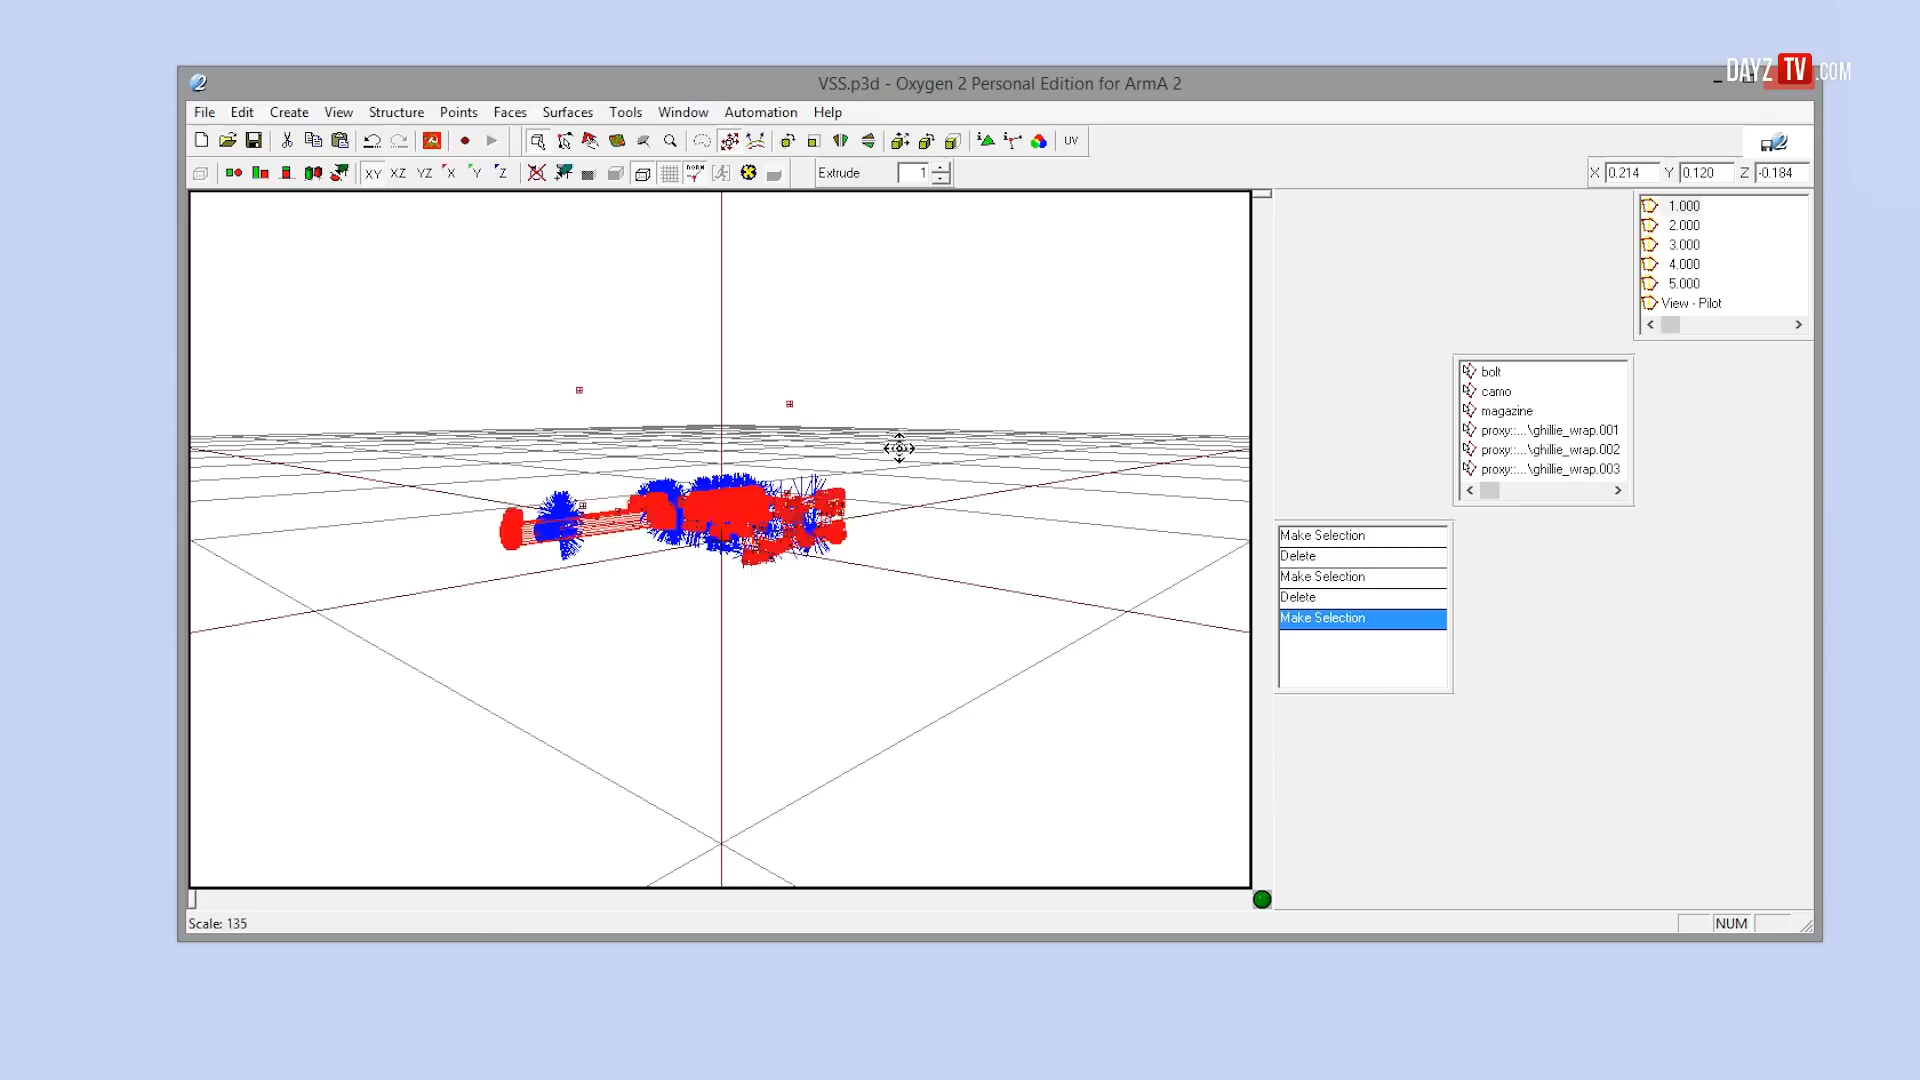 DAYZ TV .COM
VSS.p3d - Oxygen 2 Personal Edition for ArmA 2
File Edit Create View Structure Points Faces Surfaces Tools Window Automation Help
UV
XY XZ YZ X Y Z NORM Extrude 1 X 0.214 Y 0.120 Z -0.184
1.000
2.000
3.000
4.000
5.000
View - Pilot
bolt
camo
magazine
proxy:...\ghillie_wrap.001
proxy:...\ghillie_wrap.002
proxy:...\ghillie_wrap.003
Make Selection
Delete
Make Selection
Delete
Make Selection
Scale: 135 NUM